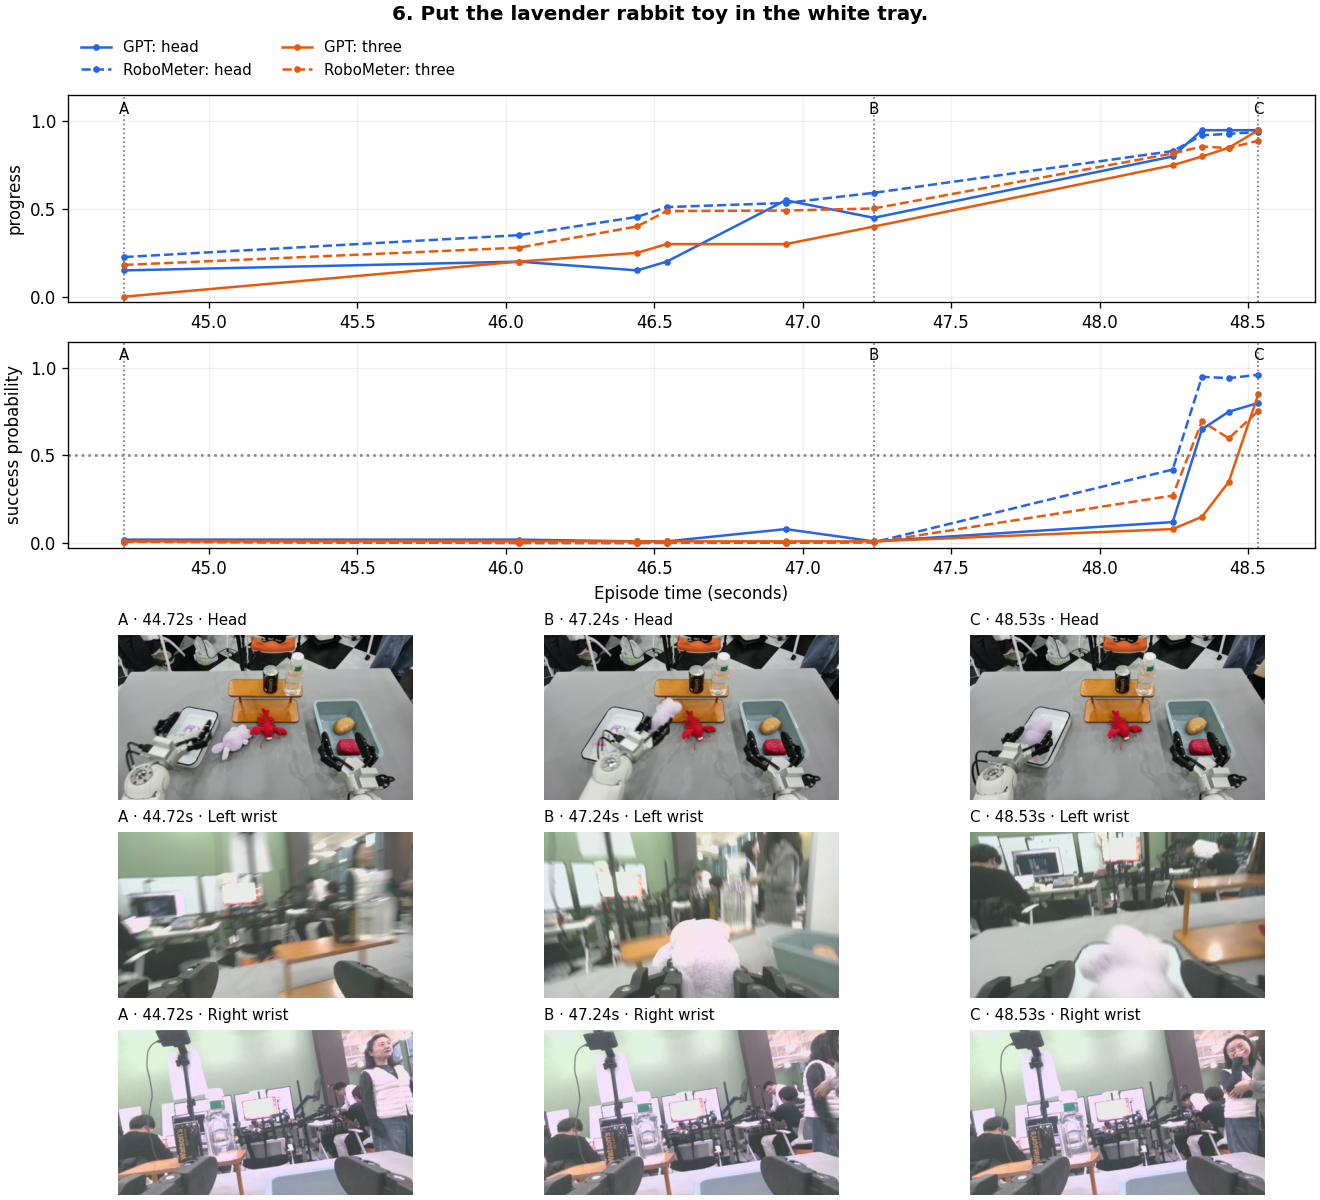 6. Put the lavender rabbit toy in the white tray.
GPT: head
GPT: three
RoboMeter: head
RoboMeter: three
A
B
C
1.0
0.5
0.0
progress
45.0
45.5
46.0
46.5
47.0
47.5
48.0
48.5
A
B
C
1.0
0.5
0.0
success probability
45.0
45.5
46.0
46.5
47.0
47.5
48.0
48.5
Episode time (seconds)
A · 44.72s · Head
B · 47.24s · Head
C · 48.53s · Head
A · 44.72s · Left wrist
B · 47.24s · Left wrist
C · 48.53s · Left wrist
A · 44.72s · Right wrist
B · 47.24s · Right wrist
C · 48.53s · Right wrist